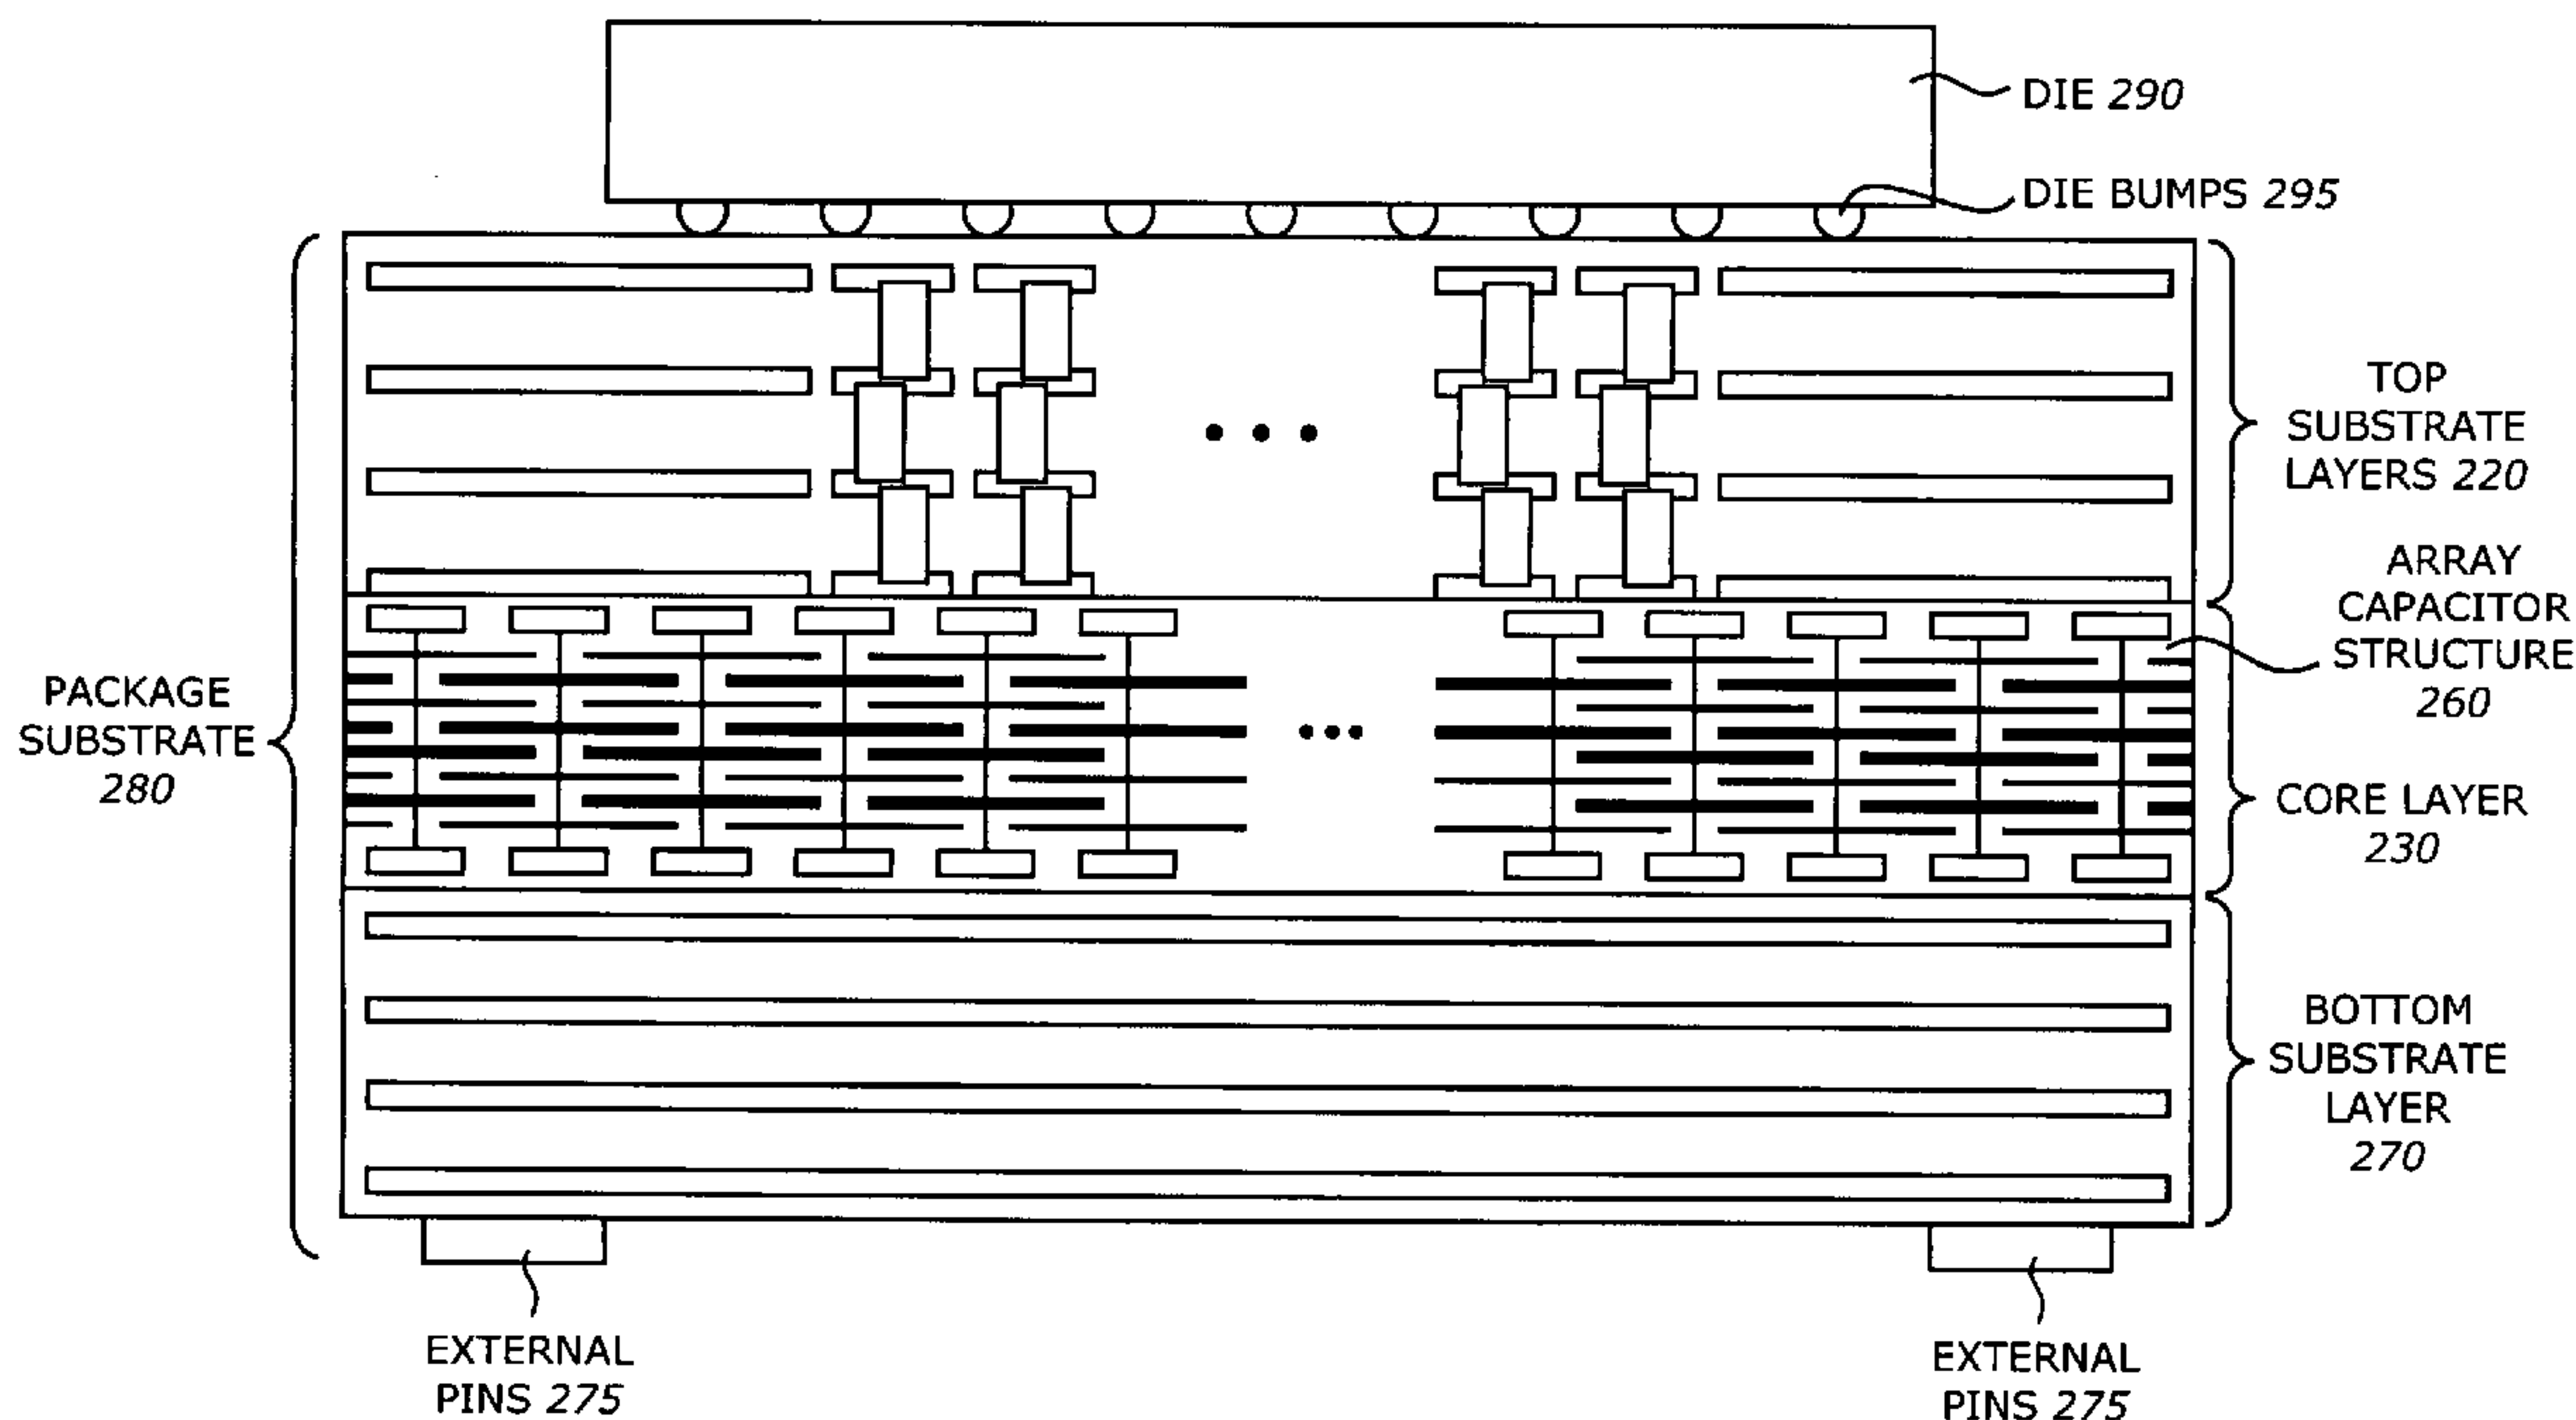 DIE 290
DIE BUMPS 295
TOP
SUBSTRATE
LAYERS 220
ARRAY
CAPACITOR
STRUCTURE
260
PACKAGE
SUBSTRATE
280
CORE LAYER
230
BOTTOM
SUBSTRATE
LAYER
270
EXTERNAL
PINS 275
EXTERNAL
PINS 275